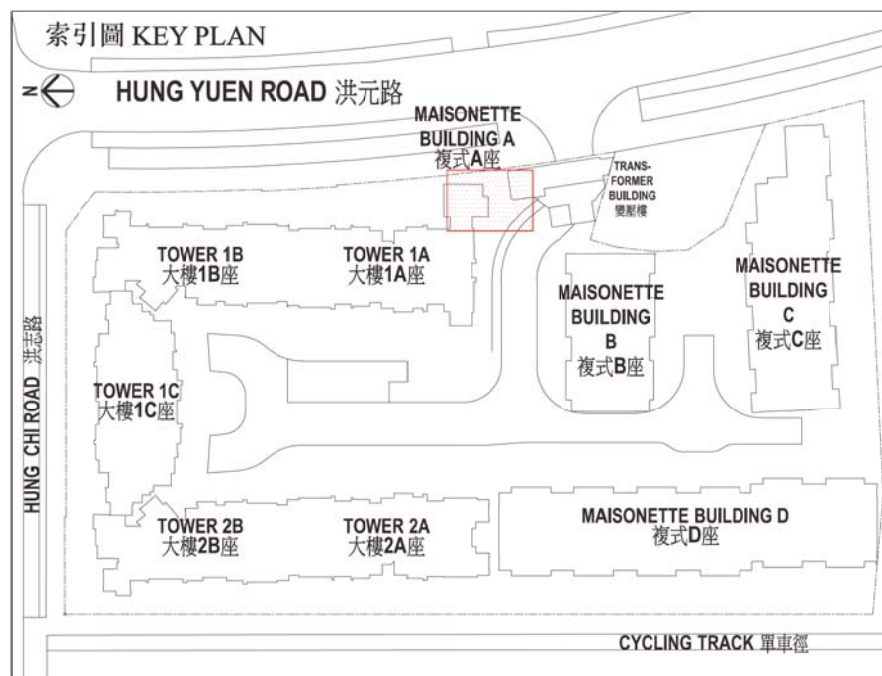 索引圖 KEY PLAN
N
HUNG YUEN ROAD 洪元路
MAISONETTE
BUILDING A
複式A座
TRANS-
FORMER
BUILDING
變壓樓
TOWER 1B
大樓1B座
TOWER 1A
大樓1A座
MAISONETTE
BUILDING
B
複式B座
MAISONETTE
BUILDING
C
複式C座
HUNG CHI ROAD 洪志路
TOWER 1C
大樓1C座
TOWER 2B
大樓2B座
TOWER 2A
大樓2A座
MAISONETTE BUILDING D
複式D座
CYCLING TRACK 單車徑